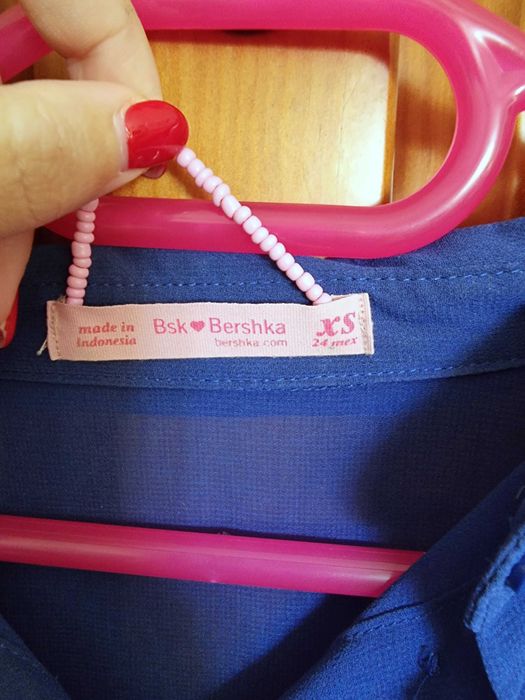 made in
Indonesia
Bsk♥Bershka
bershka.com
XS
24 mex